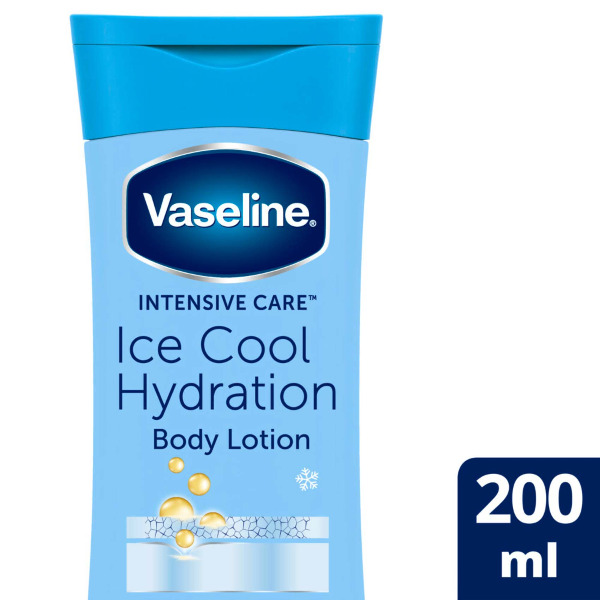 Vaseline®
INTENSIVE CARE™
Ice Cool
Hydration
Body Lotion
200
ml